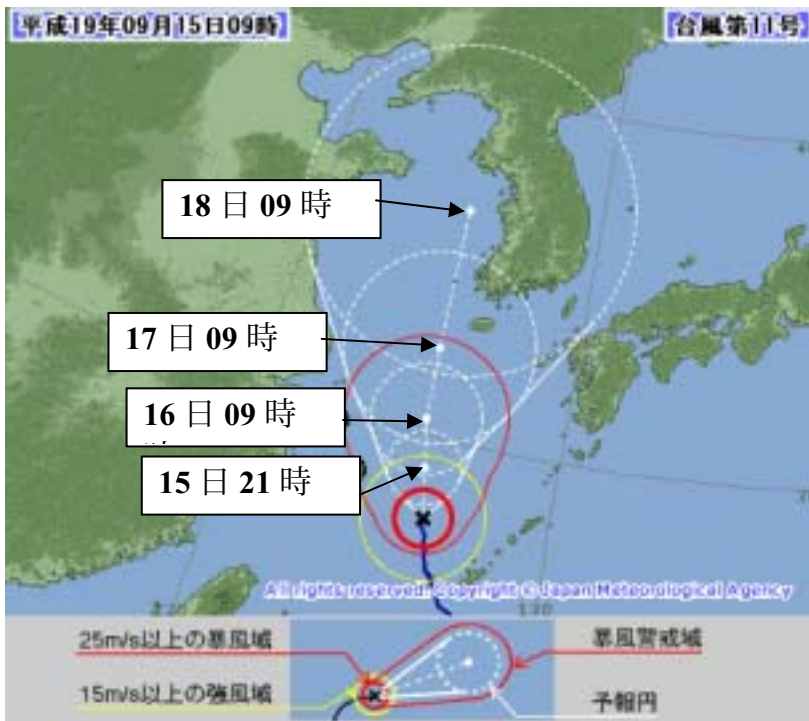 平成19年09月15日09時
台風第11号
18日09時
17日09時
16日09時
15日21時
All rights reserved. Copyright © Japan Meteorological Agency
130
25m/s以上の暴風域
暴風警戒域
15m/s以上の強風域
予報円